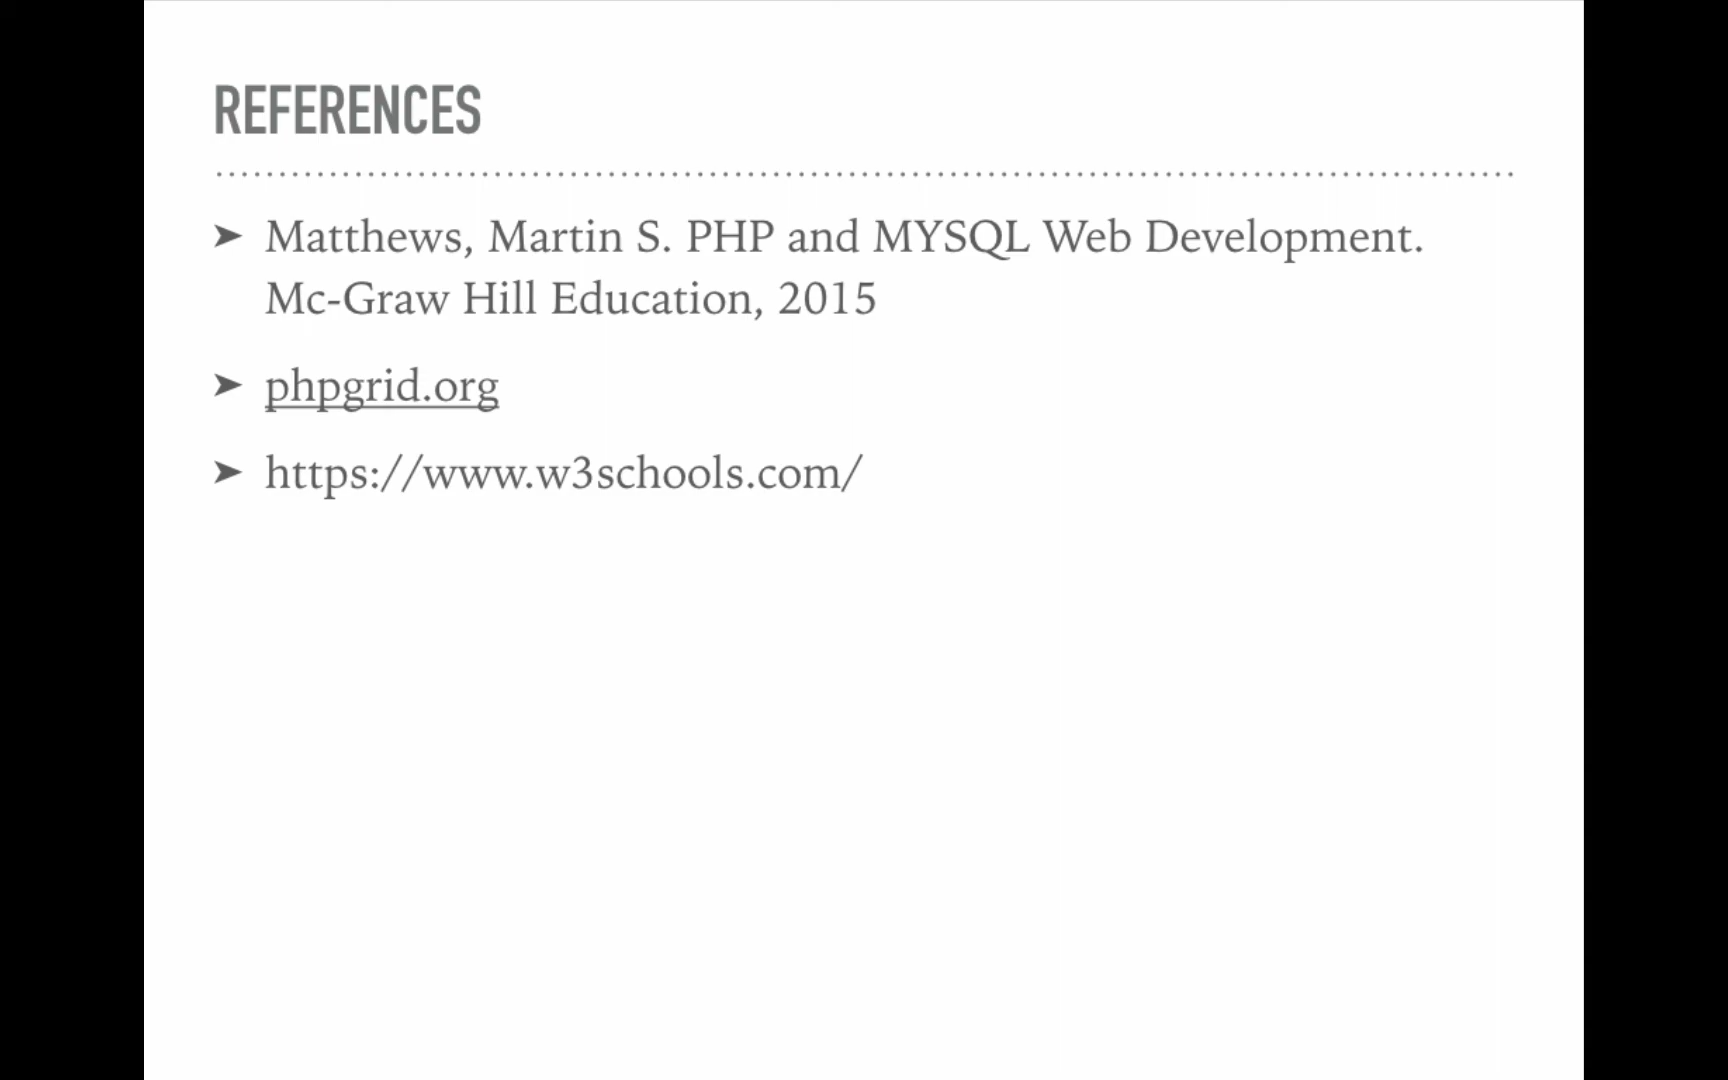 REFERENCES
➤ Matthews, Martin S. PHP and MYSQL Web Development.
Mc-Graw Hill Education, 2015
➤ phpgrid.org
➤ https://www.w3schools.com/